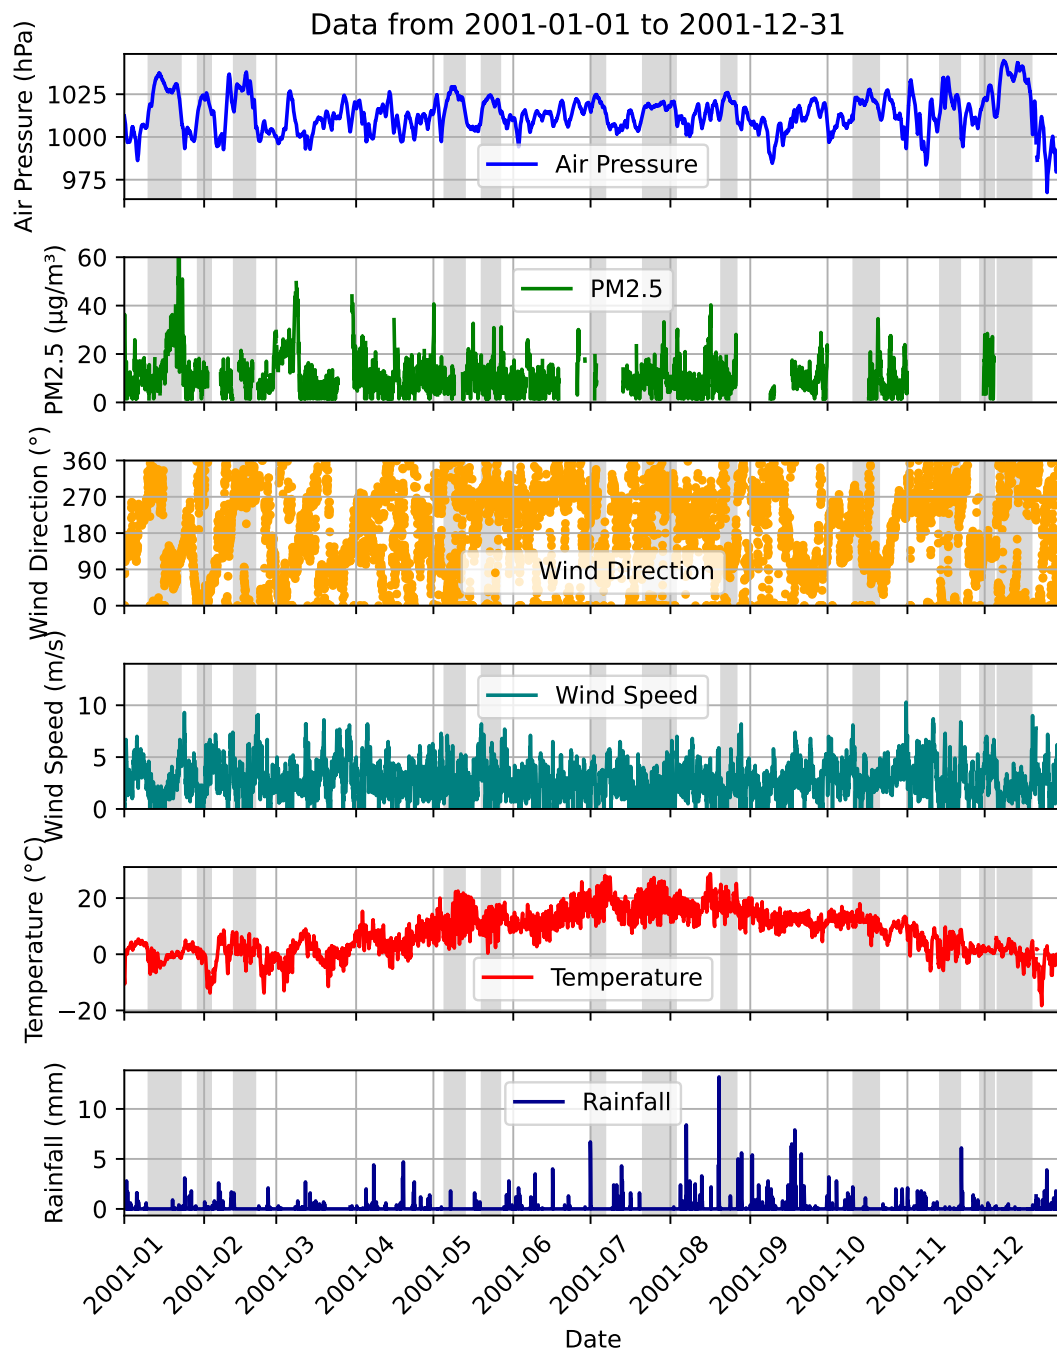 Data from 2001-01-01 to 2001-12-31
Air Pressure (hPa)
1025
1000
975
Air Pressure
PM2.5 (µg/m³)
60
40
20
0
PM2.5
Wind Direction (°)
360
270
180
90
0
Wind Direction
Wind Speed (m/s)
10
5
0
Wind Speed
Temperature (°C)
20
0
−20
Temperature
Rainfall (mm)
10
5
0
Rainfall
2001-01
2001-02
2001-03
2001-04
2001-05
2001-06
2001-07
2001-08
2001-09
2001-10
2001-11
2001-12
Date